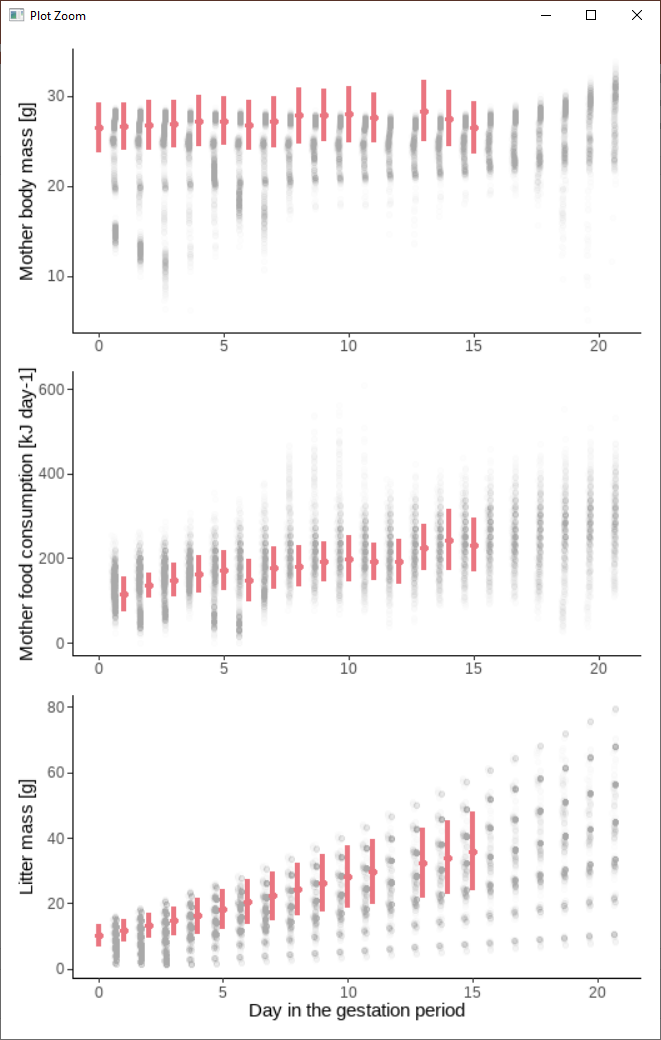 Plot Zoom
Mother body mass [g]
30
20
10
0 5 10 15 20
Mother food consumption [kJ day-1]
600
400
200
0
0 5 10 15 20
Litter mass [g]
80
60
40
20
0
0 5 10 15 20
Day in the gestation period